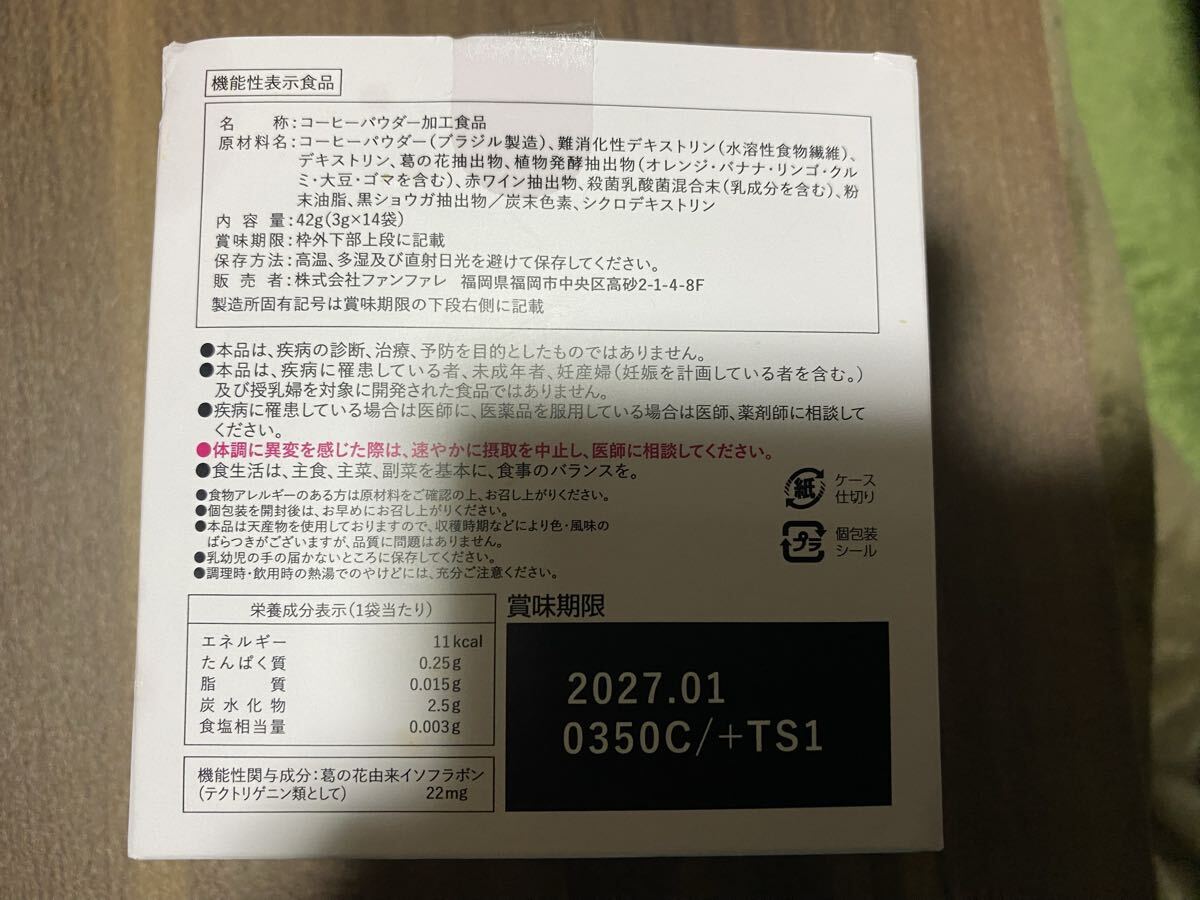 機能性表示食品
名称:コーヒーパウダー加工食品
原材料名:コーヒーパウダー(ブラジル製造)、難消化性デキストリン(水溶性食物繊維)、
デキストリン、葛の花抽出物、植物発酵抽出物(オレンジ・バナナ・リンゴ・クル
ミ・大豆・ゴマを含む)、赤ワイン抽出物、殺菌乳酸菌混合末(乳成分を含む)、粉
末油脂、黒ショウガ抽出物/炭末色素、シクロデキストリン
内容量:42g(3g×14袋)
賞味期限:枠外下部上段に記載
保存方法:高温、多湿及び直射日光を避けて保存してください。
販売者:株式会社ファンファレ 福岡県福岡市中央区高砂2-1-4-8F
製造所固有記号は賞味期限の下段右側に記載
●本品は、疾病の診断、治療、予防を目的としたものではありません。
●本品は、疾病に罹患している者、未成年者、妊産婦(妊娠を計画している者を含む。)
及び授乳婦を対象に開発された食品ではありません。
●疾病に罹患している場合は医師に、医薬品を服用している場合は医師、薬剤師に相談して
ください。
●体調に異変を感じた際は、速やかに摂取を中止し、医師に相談してください。
●食生活は、主食、主菜、副菜を基本に、食事のバランスを。
●食物アレルギーのある方は原材料をご確認の上、お召し上がりください。
●個包装を開封後は、お早めにお召し上がりください。
●本品は天産物を使用しておりますので、収穫時期などにより色・風味の
ばらつきがございますが、品質に問題はありません。
●乳幼児の手の届かないところに保存してください。
●調理時・飲用時の熱湯でのやけどには、充分ご注意ください。
紙 ケース
仕切り
プラ 個包装
シール
栄養成分表示(1袋当たり)
エネルギー 11kcal
たんぱく質 0.25g
脂質 0.015g
炭水化物 2.5g
食塩相当量 0.003g
機能性関与成分:葛の花由来イソフラボン
(テクトリゲニン類として) 22mg
賞味期限
2027.01
0350C/+TS1